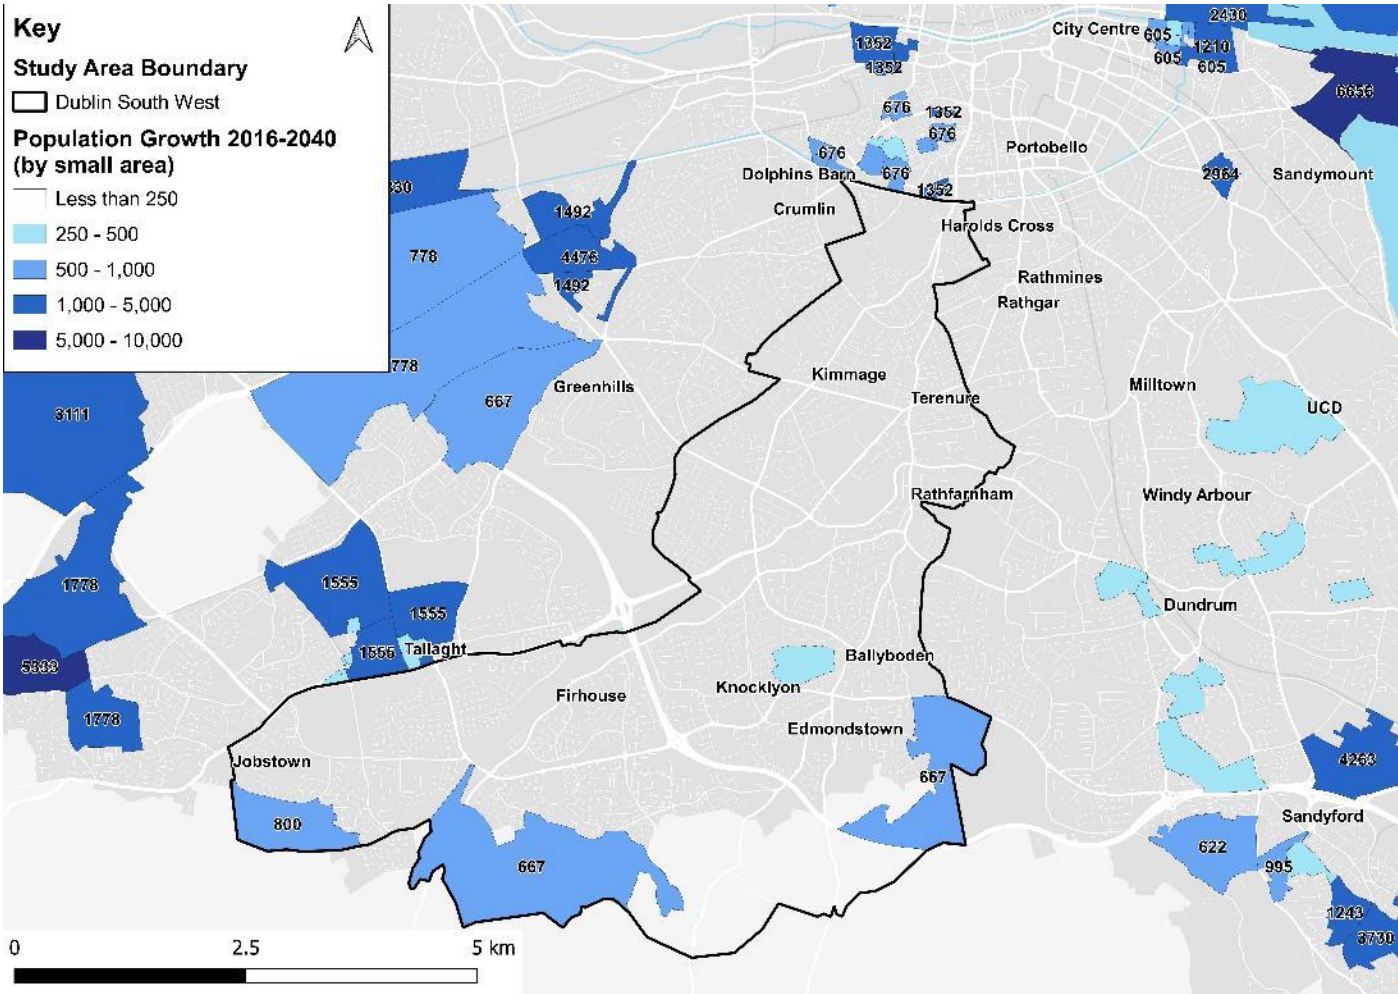 Key
Study Area Boundary
Dublin South West
Population Growth 2016-2040
(by small area)
Less than 250
250 - 500
500 - 1,000
1,000 - 5,000
5,000 - 10,000
2430
City Centre
605
1352
1210
605
605
1352
6656
676
1352
676
Portobello
676
Dolphins Barn
676
1352
2964
Sandymount
330
1492
Crumlin
Harolds Cross
778
4476
1492
Rathmines
Rathgar
778
Greenhills
Kimmage
Milltown
667
Terenure
UCD
3111
Rathfarnham
Windy Arbour
1778
1555
1555
Dundrum
5333
1555
Tallaght
Ballyboden
Knocklyon
Firhouse
1778
Edmondstown
Jobstown
4263
667
800
Sandyford
622
667
995
1243
3730
0
2.5
5 km